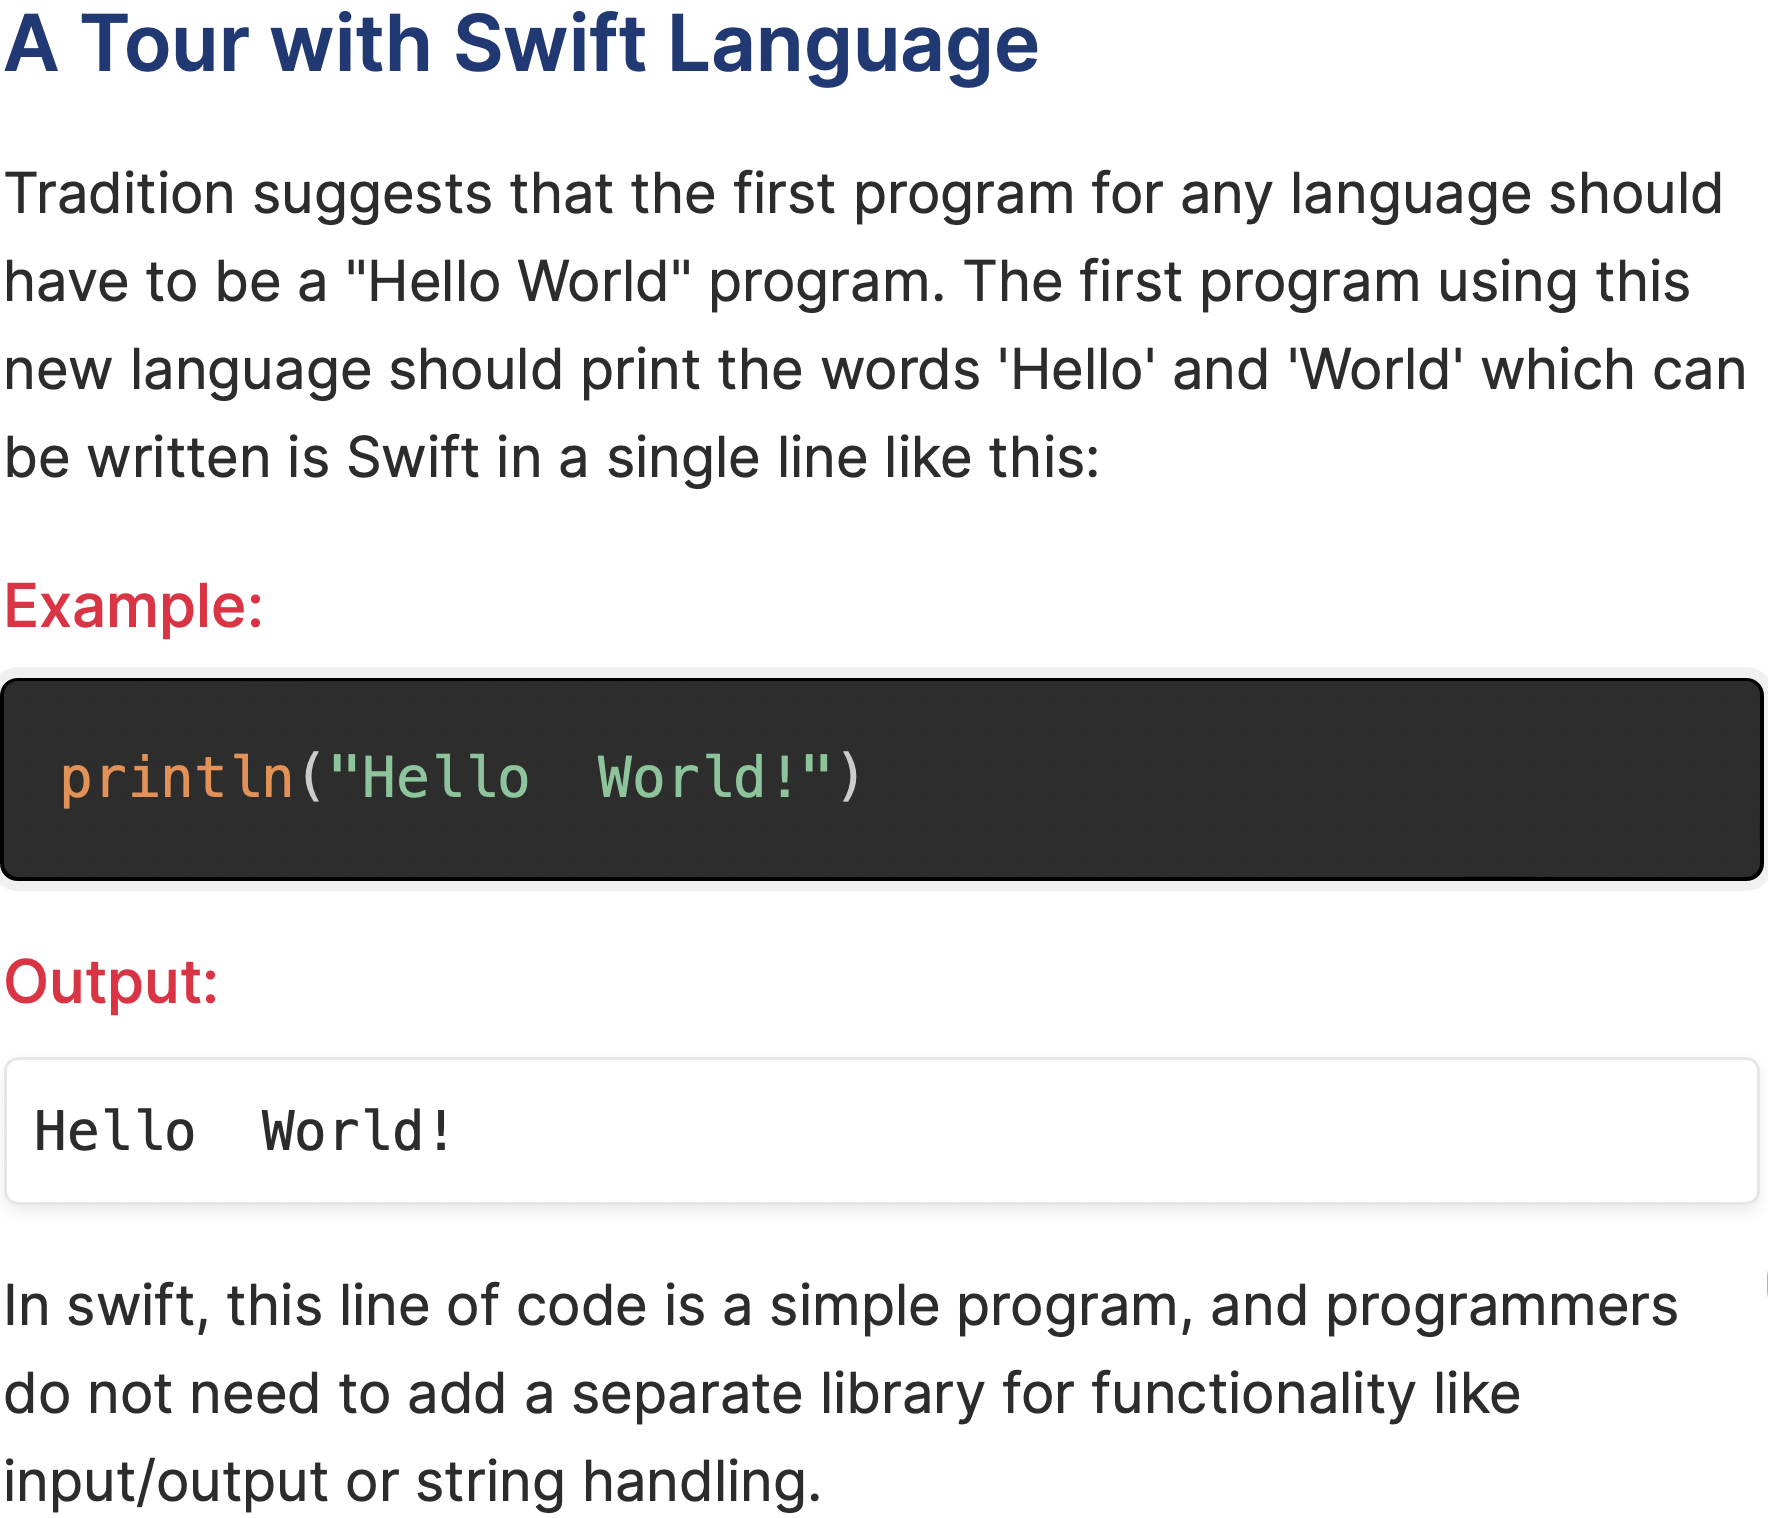 A Tour with Swift Language
Tradition suggests that the first program for any language should
have to be a "Hello World" program. The first program using this
new language should print the words 'Hello' and 'World' which can
be written is Swift in a single line like this:
Example:
println("Hello  World!")
Output:
Hello  World!
In swift, this line of code is a simple program, and programmers
do not need to add a separate library for functionality like
input/output or string handling.